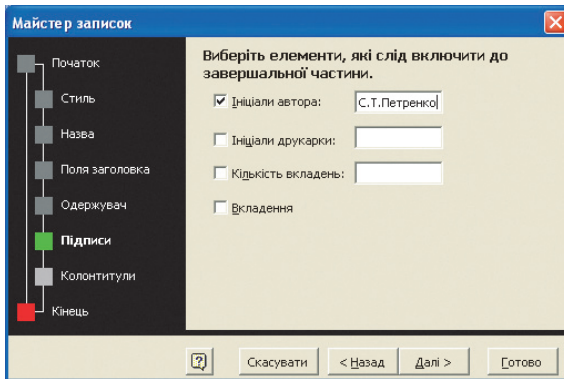 Майстер записок
Початок
Стиль
Назва
Поля заголовка
Одержувач
Підписи
Колонтитули
Кінець
Виберіть елементи, які слід включити до
завершальної частини.
Ініціали автора: С.Т.Петренко
Ініціали друкарки:
Кількість вкладень:
Вкладення
? Скасувати < Назад Далі > Готово